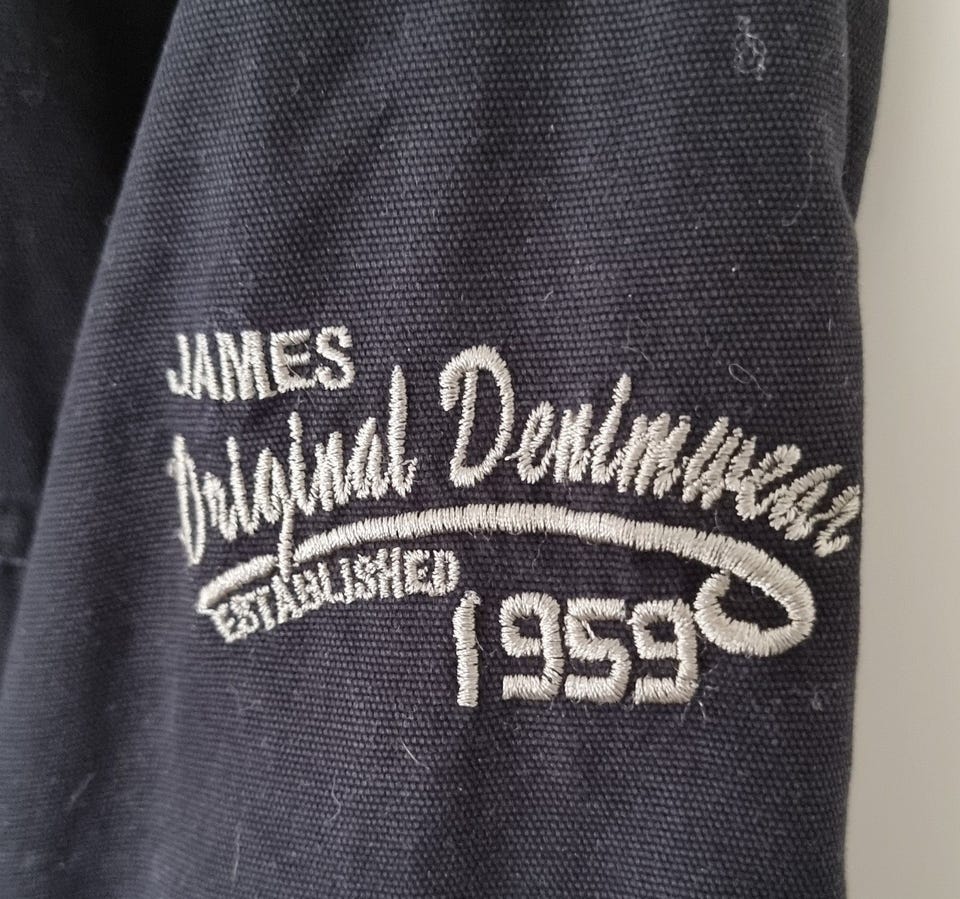 JAMES
Original Denimwear
ESTABLISHED
1959